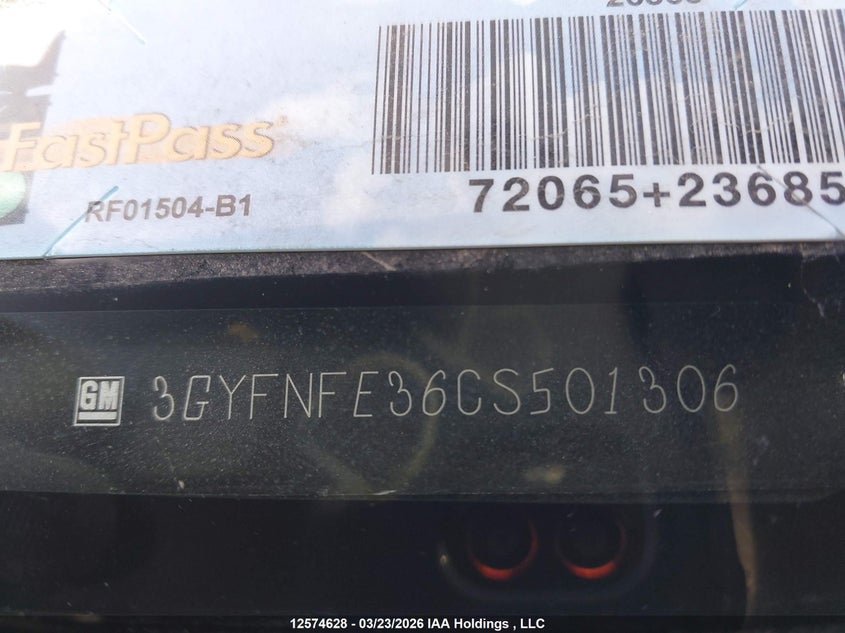 FastPass
RF01504-B1
72065+23685
GM 3GYFNFE36CS501306
12574628 - 03/23/2026 IAA Holdings , LLC